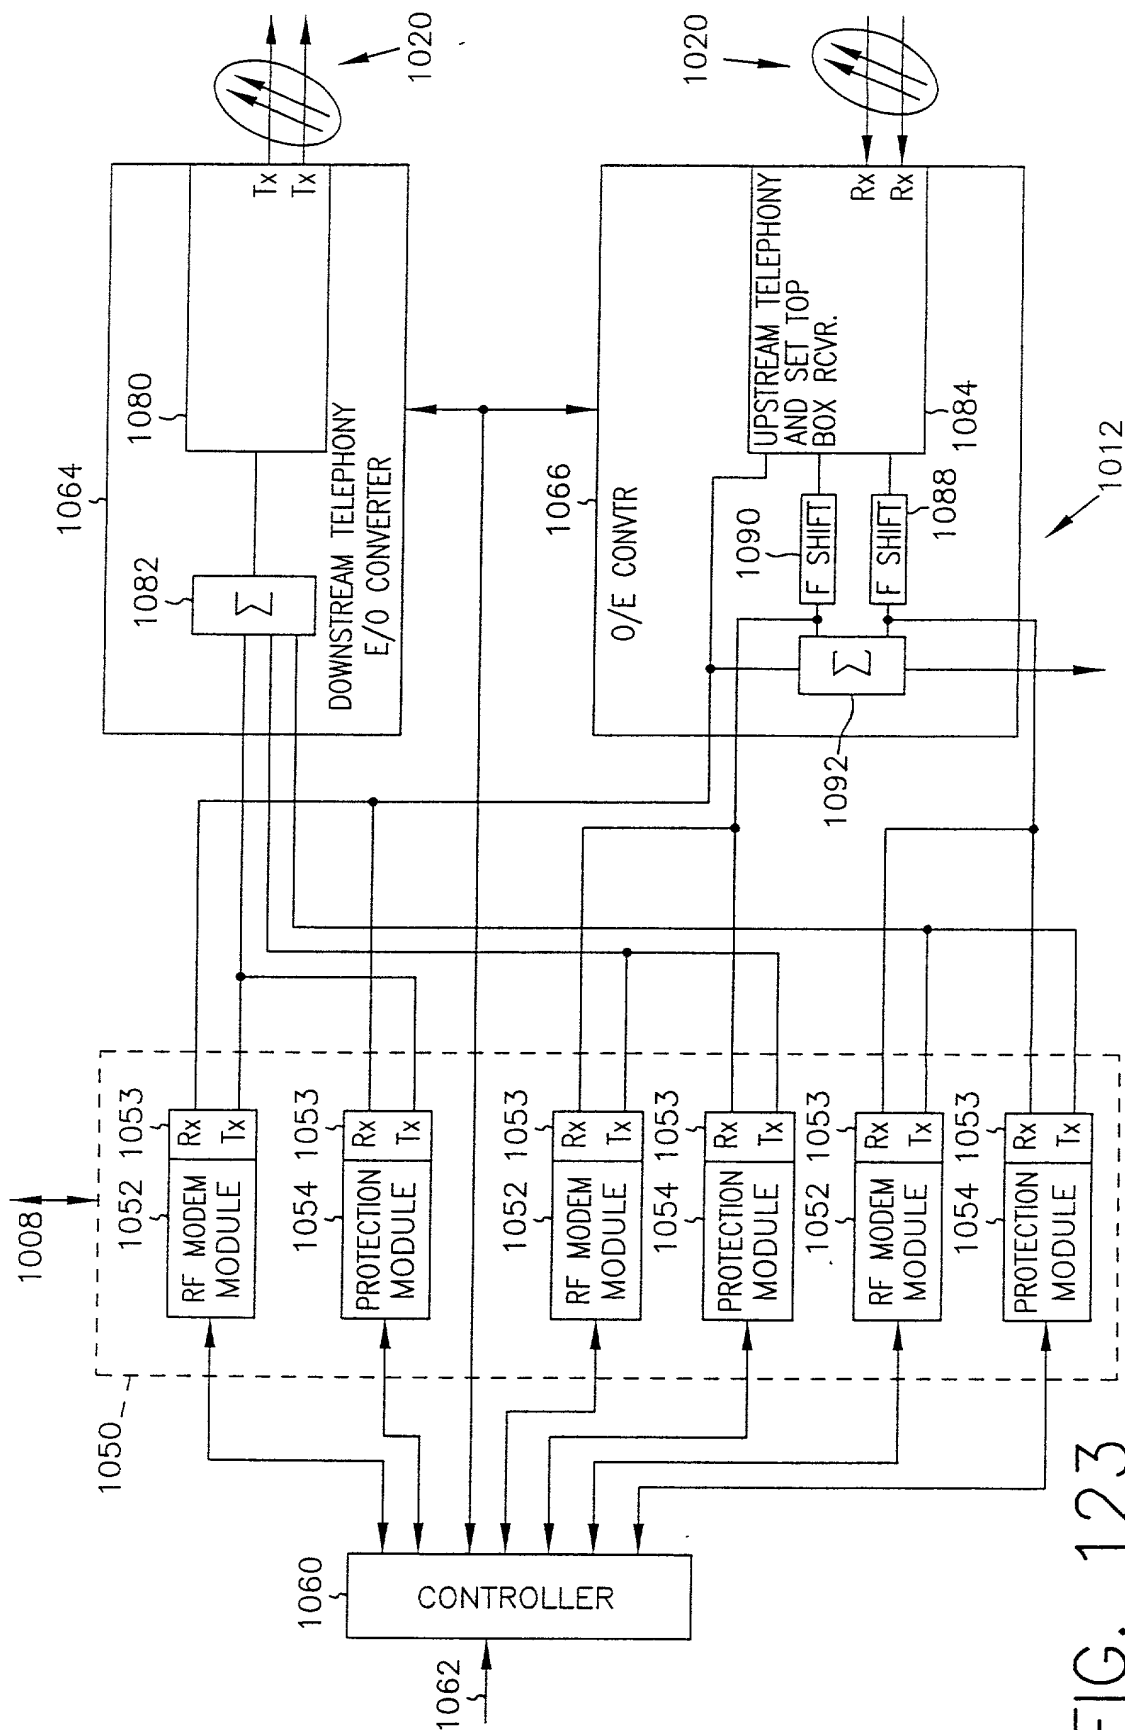 1020
1020
Tx
Tx
1080
1064
1082
Σ
DOWNSTREAM TELEPHONY
E/O CONVERTER
Rx
Rx
UPSTREAM TELEPHONY
AND SET TOP
BOX RCVR.
1084
1066
O/E CONVTR
1090
F SHIFT
F SHIFT
1088
Σ
1092
1012
1008
1050
1052
1053
RF MODEM
MODULE
Rx
Tx
1054
1053
PROTECTION
MODULE
Rx
Tx
1052
1053
RF MODEM
MODULE
Rx
Tx
1054
1053
PROTECTION
MODULE
Rx
Tx
1052
1053
RF MODEM
MODULE
Rx
Tx
1054
1053
PROTECTION
MODULE
Rx
Tx
1060
CONTROLLER
1062
FIG. 123